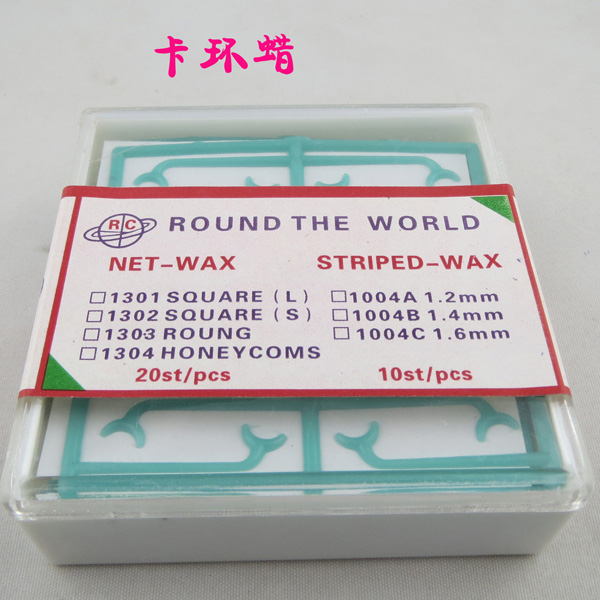 卡环蜡
RC ROUND THE WORLD
NET-WAX STRIPED-WAX
□1301 SQUARE (L) □1004A 1.2mm
□1302 SQUARE (S) □1004B 1.4mm
□1303 ROUNG □1004C 1.6mm
□1304 HONEYCOMS
20st/pcs 10st/pcs